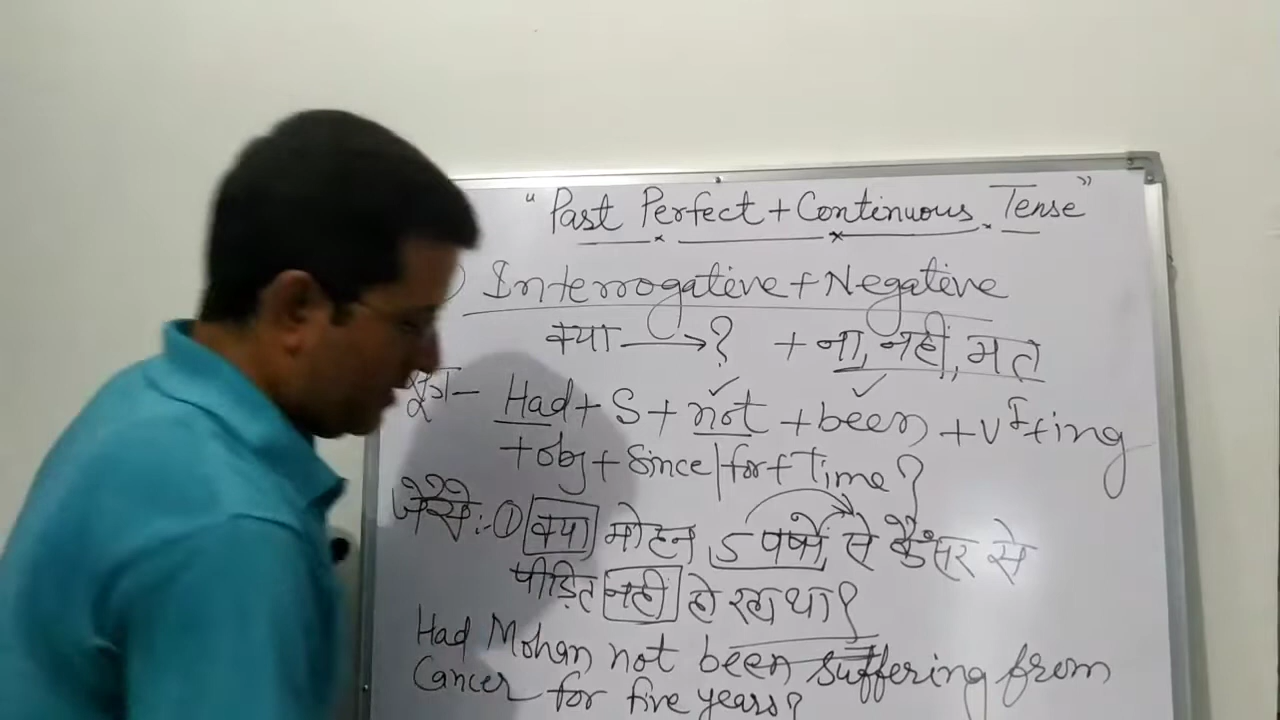 "Past Perfect + Continuous Tense"
Interrogative + Negative
क्या → ? + ना, नहीं, मत
सूत्र - Had + S + not + been + V I + ing
+ obj + Since | for + Time ?
जैसे :- ① क्या मोहन 5 वर्षों से कैंसर से
पीड़ित नहीं हो रहा था ?
Had Mohan not been suffering from
Cancer for five years?